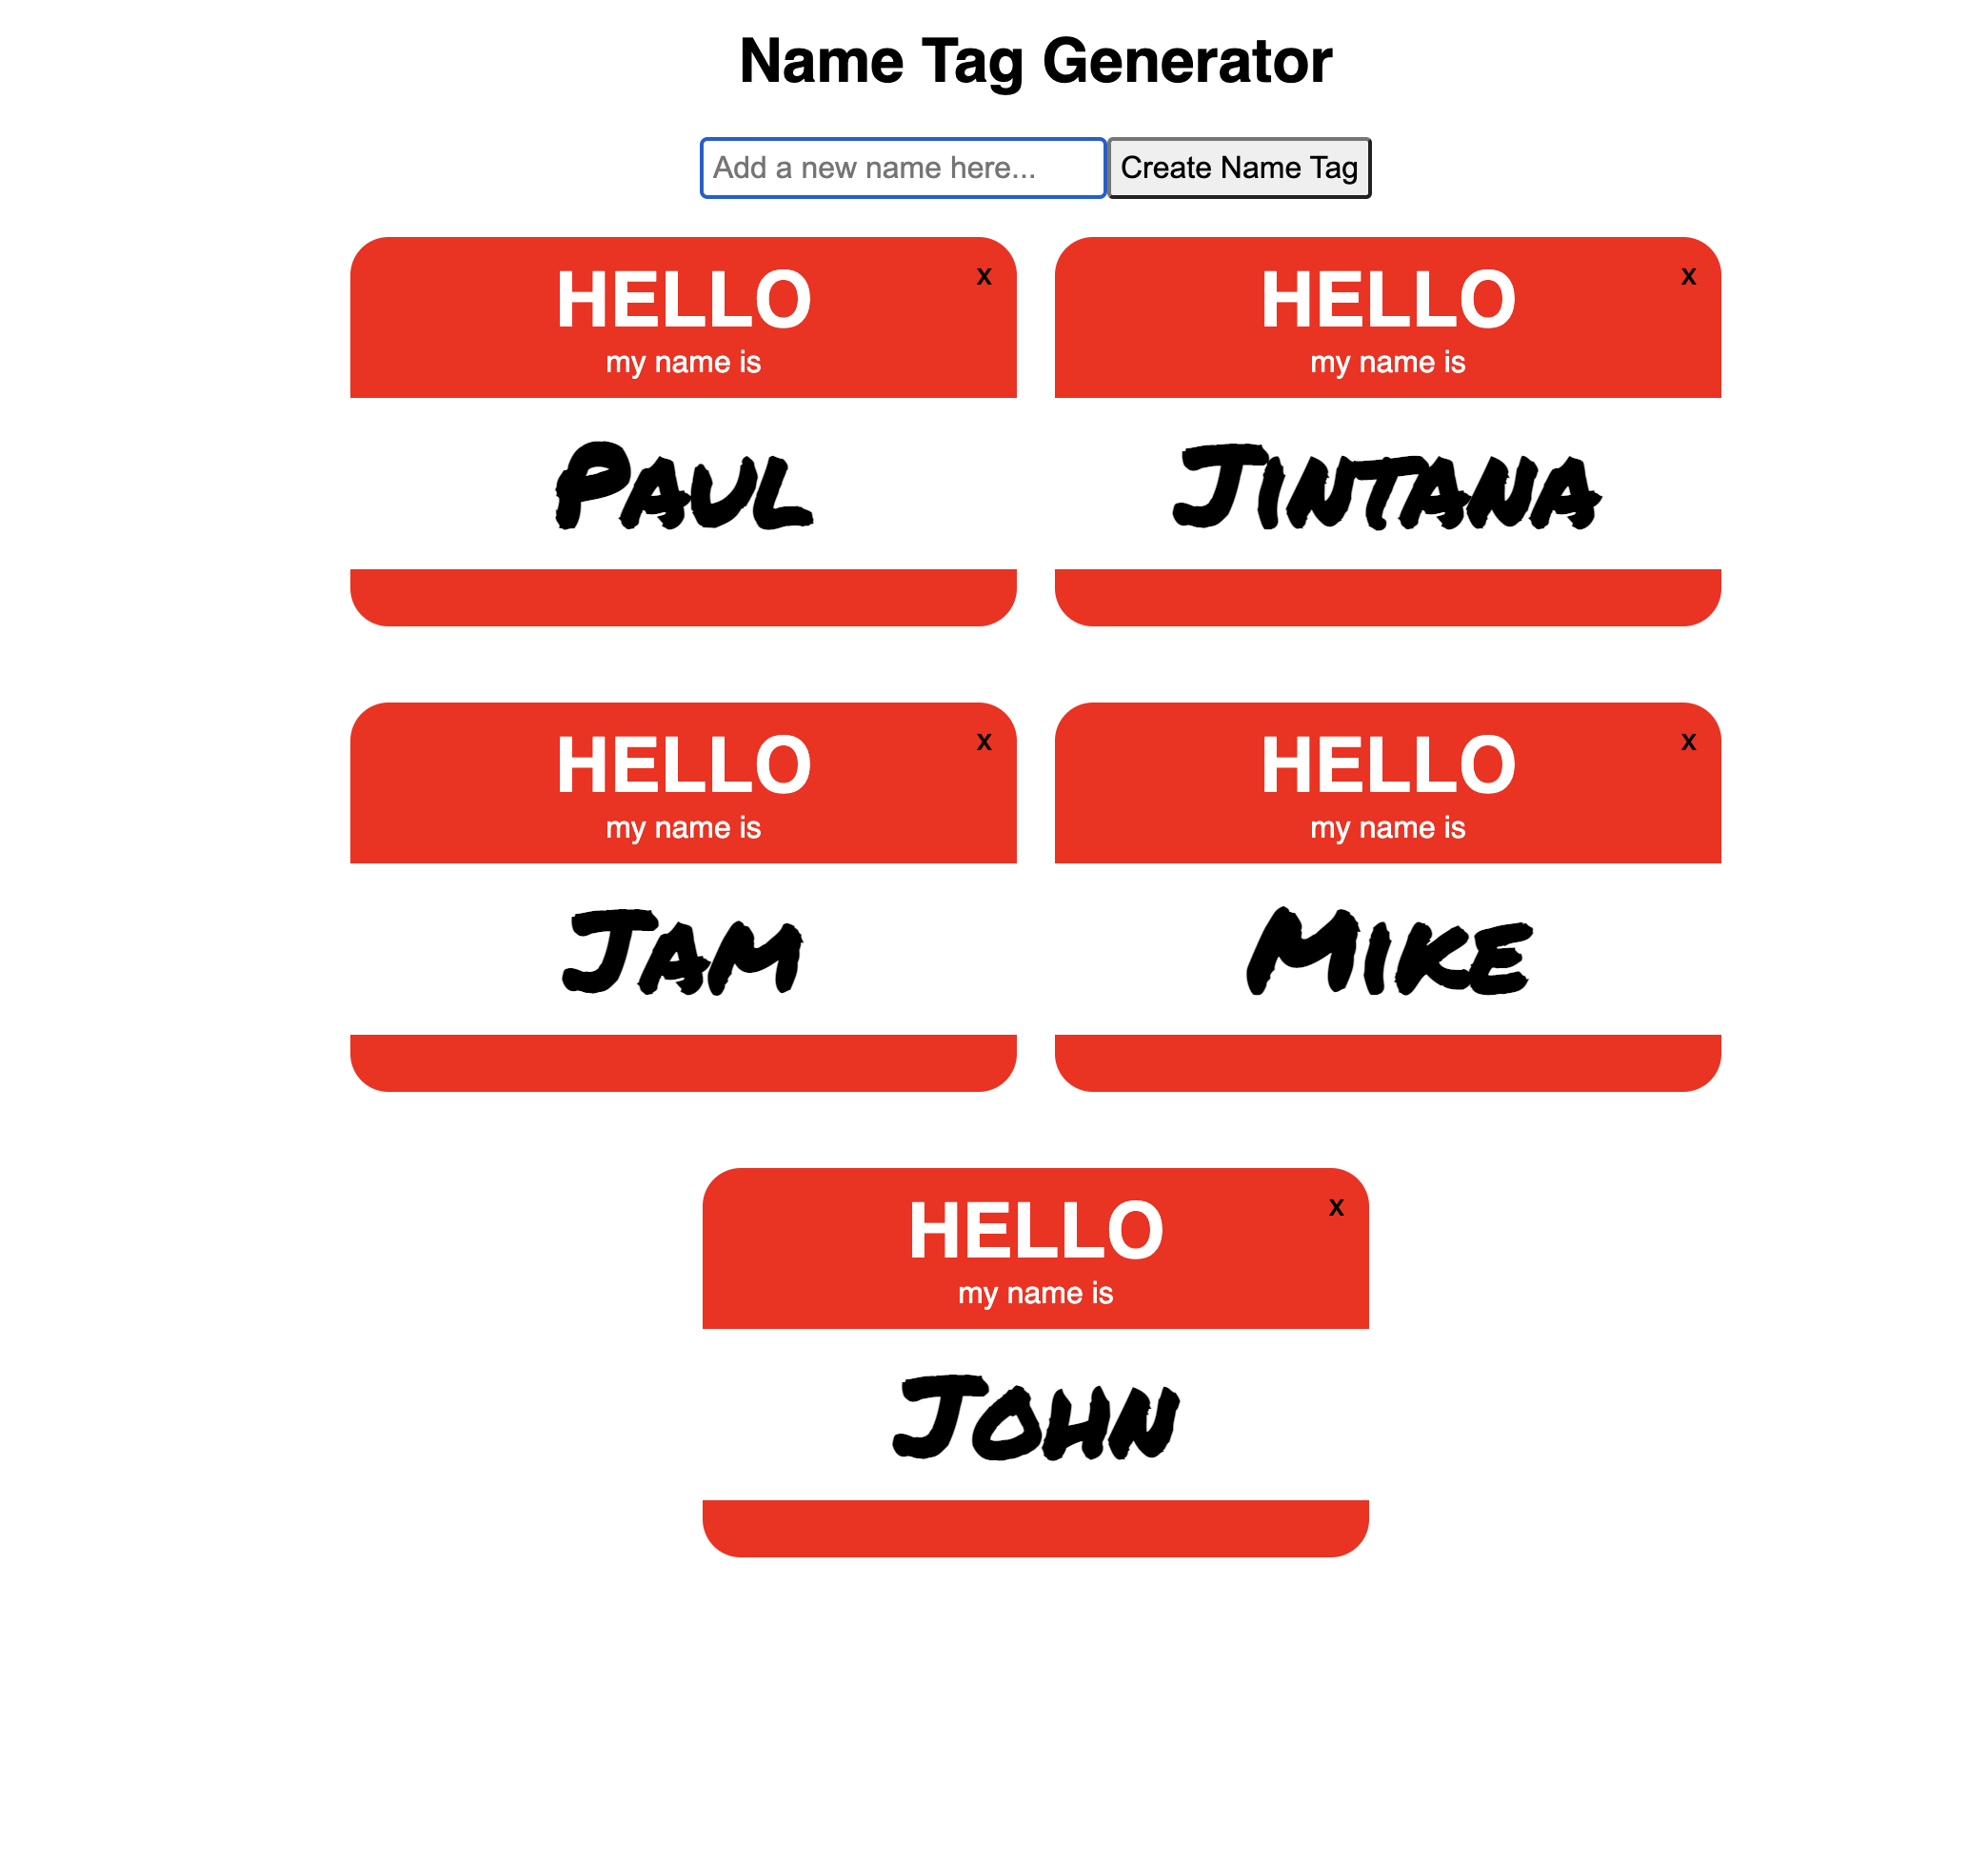 Name Tag Generator
Add a new name here... Create Name Tag
HELLO x
my name is
Paul
HELLO x
my name is
Jintana
HELLO x
my name is
Jam
HELLO x
my name is
Mike
HELLO x
my name is
John